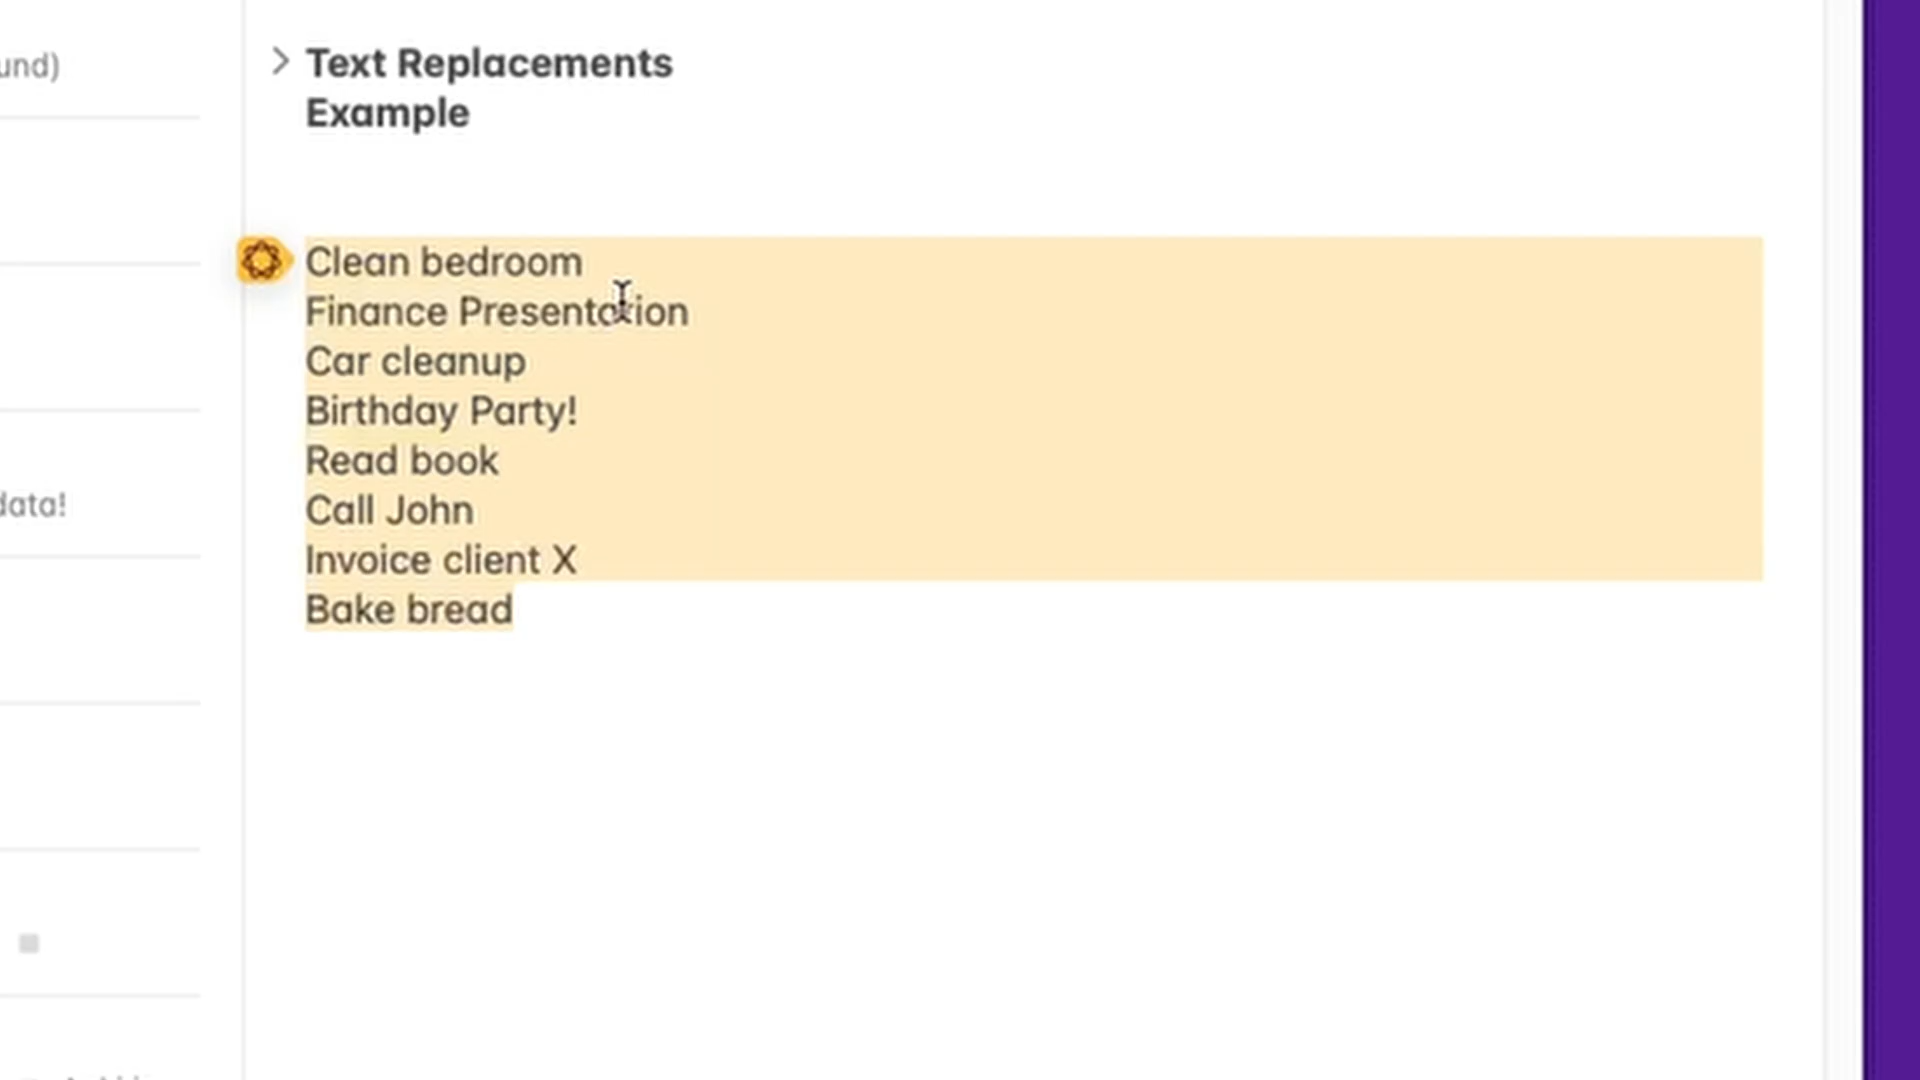 und)
Text Replacements
Example
Clean bedroom
Finance Presentation
Car cleanup
Birthday Party!
Read book
data!
Call John
Invoice client X
Bake bread